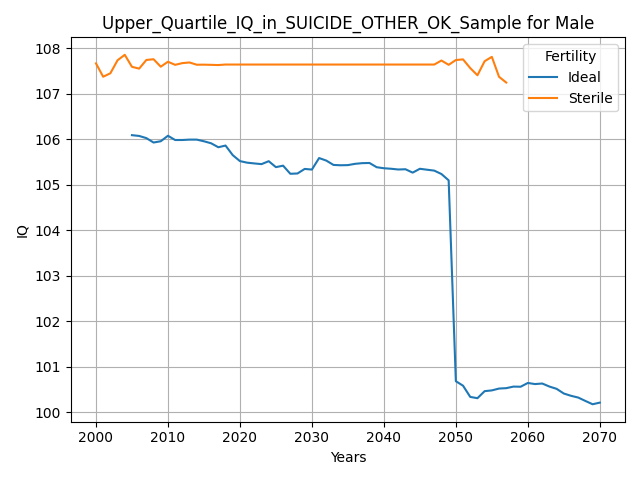 Upper_Quartile_IQ_in_SUICIDE_OTHER_OK_Sample for Male
Fertility
Ideal
Sterile
108
107
106
105
104
103
102
101
100
IQ
2000 2010 2020 2030 2040 2050 2060 2070
Years